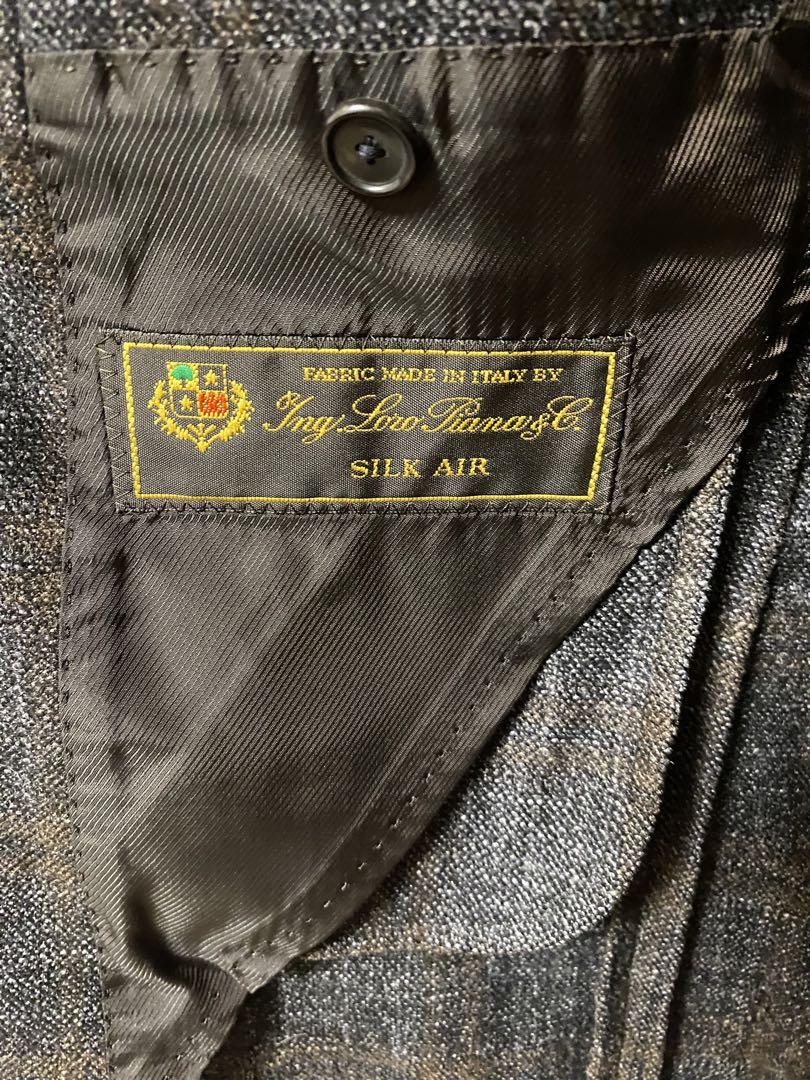 FABRIC MADE IN ITALY BY
Ing. Loro Piana & C.
SILK AIR